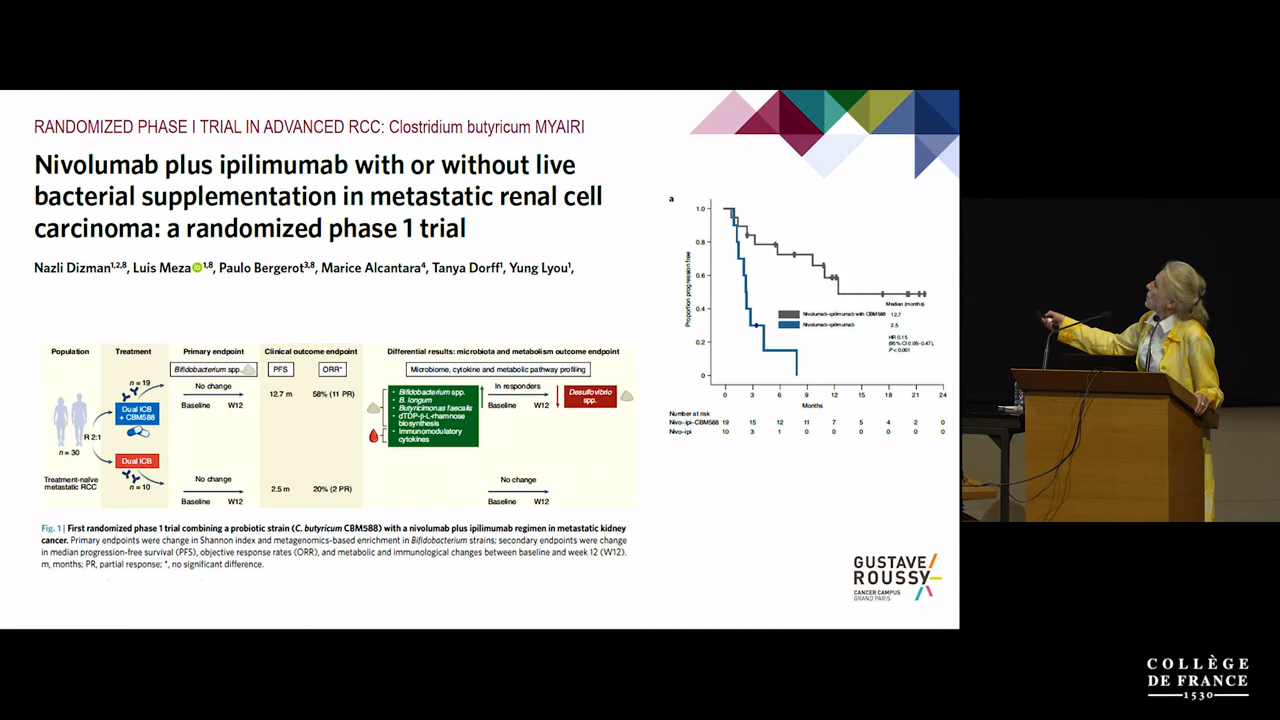 RANDOMIZED PHASE I TRIAL IN ADVANCED RCC: Clostridium butyricum MYAIRI
Nivolumab plus ipilimumab with or without live
bacterial supplementation in metastatic renal cell
carcinoma: a randomized phase 1 trial
Nazli Dizman1,2,8, Luis Meza1,8, Paulo Bergerot3,8, Marice Alcantara4, Tanya Dorff1, Yung Lyou1,
Population
Treatment
Primary endpoint
Clinical outcome endpoint
Differential results: microbiota and metabolism outcome endpoint
Bifidobacterium spp.
PFS
ORR*
Microbiome, cytokine and metabolic pathway profiling
n = 19
No change
Baseline W12
Dual ICB
+ CBM588
12.7 m
58% (11 PR)
Bifidobacterium spp.
B. longum
Butyricimonas faecalis
dTDP-β-L-rhamnose
biosynthesis
Immunomodulatory
cytokines
In responders
Baseline W12
Desulfovibrio
spp.
R 2:1
n = 30
Dual ICB
Treatment-naïve
metastatic RCC
n = 10
No change
Baseline W12
2.5 m
20% (2 PR)
No change
Baseline W12
Fig. 1 | First randomized phase 1 trial combining a probiotic strain (C. butyricum CBM588) with a nivolumab plus ipilimumab regimen in metastatic kidney
cancer. Primary endpoints were change in Shannon index and metagenomics-based enrichment in Bifidobacterium strains; secondary endpoints were change
in median progression-free survival (PFS), objective response rates (ORR), and metabolic and immunological changes between baseline and week 12 (W12).
m, months; PR, partial response; *, no significant difference.
a
Proportion progression free
1.0
0.8
0.6
0.4
0.2
0
Median (months)
Nivolumab-ipilimumab with CBM588 12.7
Nivolumab-ipilimumab 2.5
HR 0.15
(95% CI 0.05–0.47),
P < 0.001
0 3 6 9 12 15 18 21 24
Months
Number at risk
Nivo-ipi-CBM588 19 15 12 11 7 5 4 2 0
Nivo-ipi 10 3 1 0 0 0 0 0 0
GUSTAVE
ROUSSY
CANCER CAMPUS
GRAND PARIS
COLLÈGE
DE FRANCE
1530